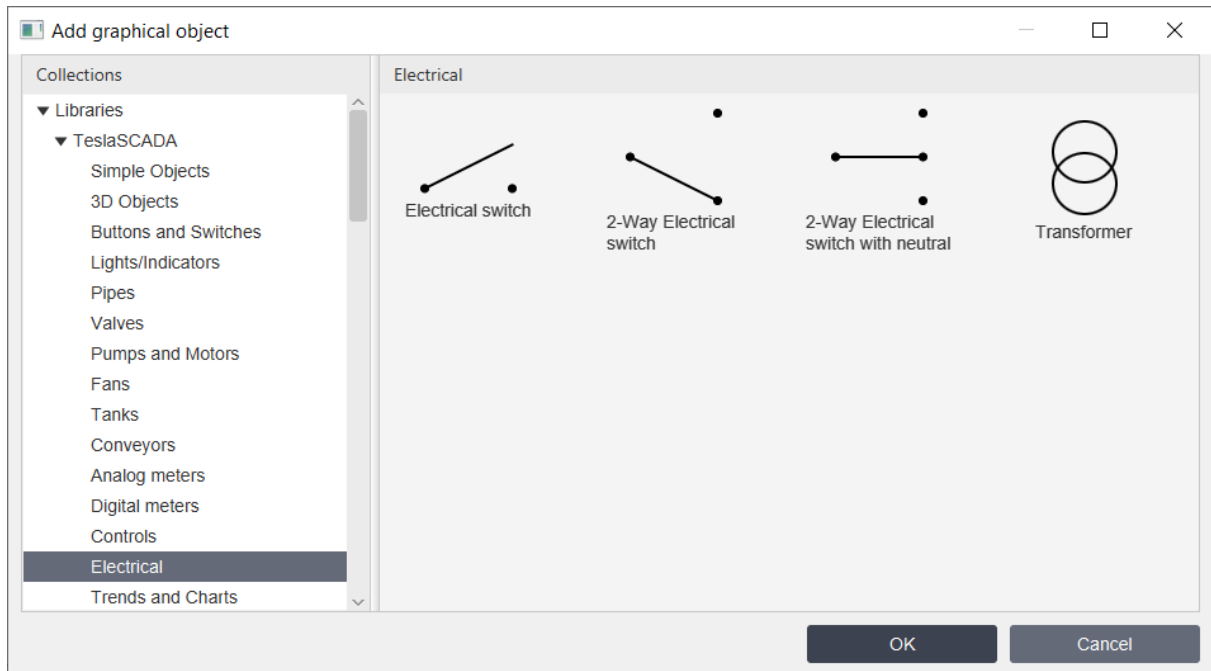 Add graphical object
Collections
Libraries
TeslaSCADA
Simple Objects
3D Objects
Buttons and Switches
Lights/Indicators
Pipes
Valves
Pumps and Motors
Fans
Tanks
Conveyors
Analog meters
Digital meters
Controls
Electrical
Trends and Charts
Electrical
Electrical switch
2-Way Electrical
switch
2-Way Electrical
switch with neutral
Transformer
OK
Cancel